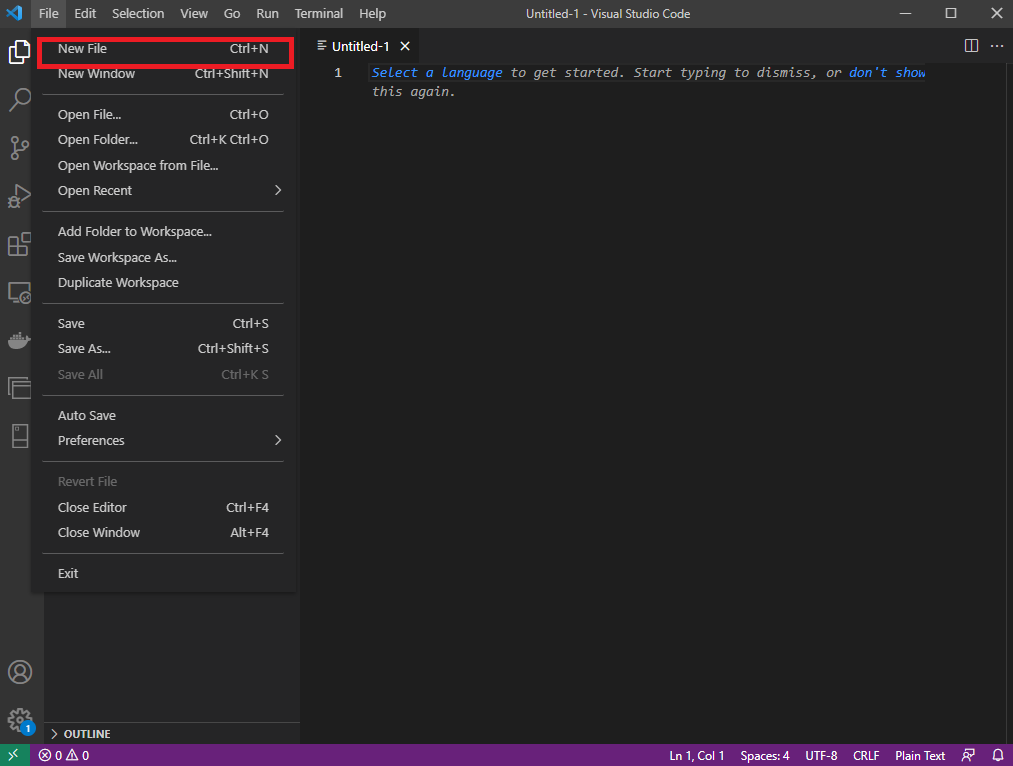 File Edit Selection View Go Run Terminal Help Untitled-1 - Visual Studio Code
New File Ctrl+N
New Window Ctrl+Shift+N
Open File... Ctrl+O
Open Folder... Ctrl+K Ctrl+O
Open Workspace from File...
Open Recent
Add Folder to Workspace...
Save Workspace As...
Duplicate Workspace
Save Ctrl+S
Save As... Ctrl+Shift+S
Save All Ctrl+K S
Auto Save
Preferences
Revert File
Close Editor Ctrl+F4
Close Window Alt+F4
Exit
Untitled-1
1 Select a language to get started. Start typing to dismiss, or don't show
this again.
1
OUTLINE
0 0 Ln 1, Col 1 Spaces: 4 UTF-8 CRLF Plain Text